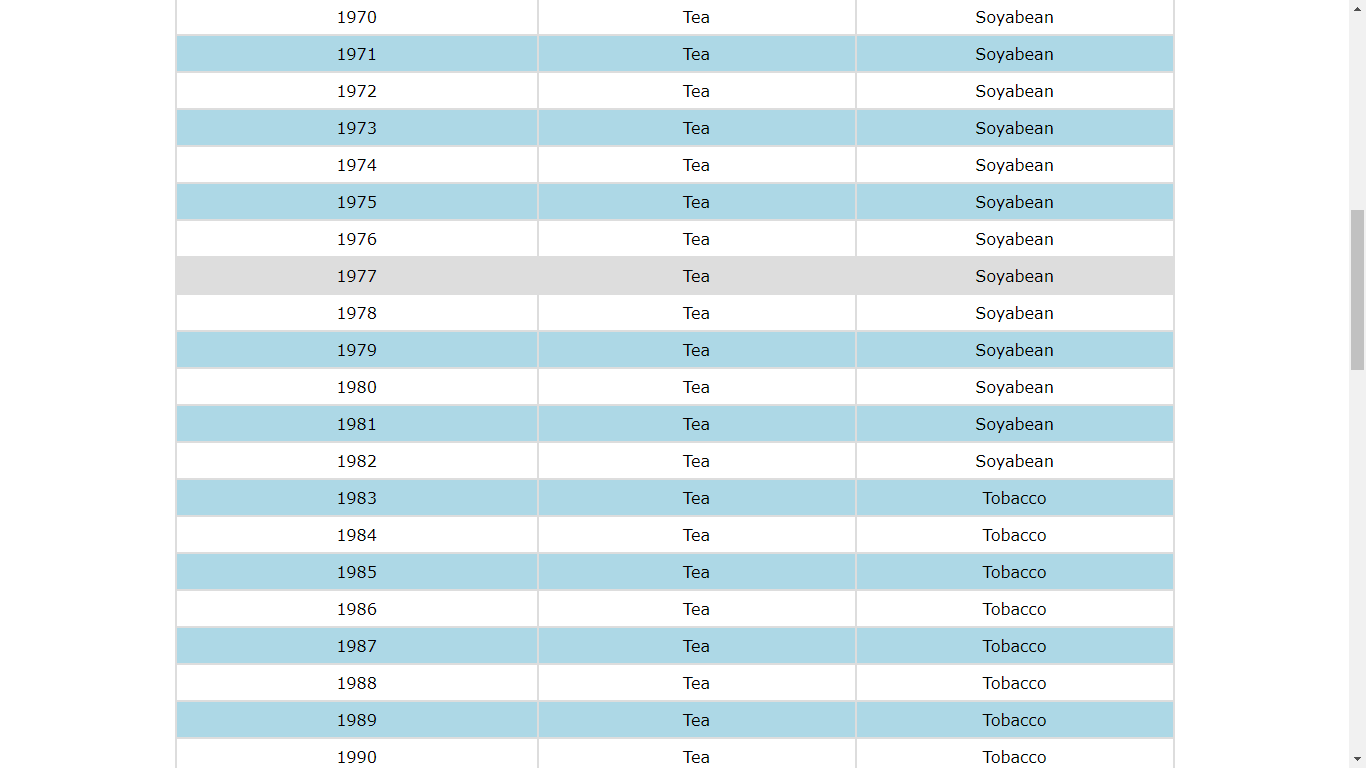 1970 Tea Soyabean
1971 Tea Soyabean
1972 Tea Soyabean
1973 Tea Soyabean
1974 Tea Soyabean
1975 Tea Soyabean
1976 Tea Soyabean
1977 Tea Soyabean
1978 Tea Soyabean
1979 Tea Soyabean
1980 Tea Soyabean
1981 Tea Soyabean
1982 Tea Soyabean
1983 Tea Tobacco
1984 Tea Tobacco
1985 Tea Tobacco
1986 Tea Tobacco
1987 Tea Tobacco
1988 Tea Tobacco
1989 Tea Tobacco
1990 Tea Tobacco